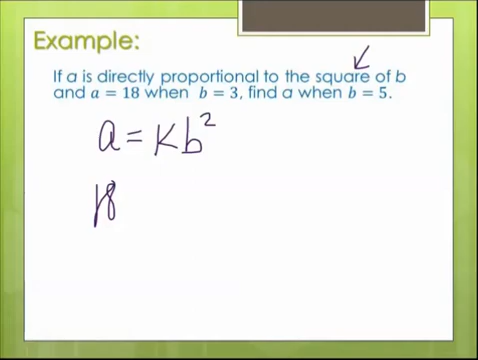 Example:
If a is directly proportional to the square of b
and a = 18 when b = 3, find a when b = 5.
a = Kb²
18